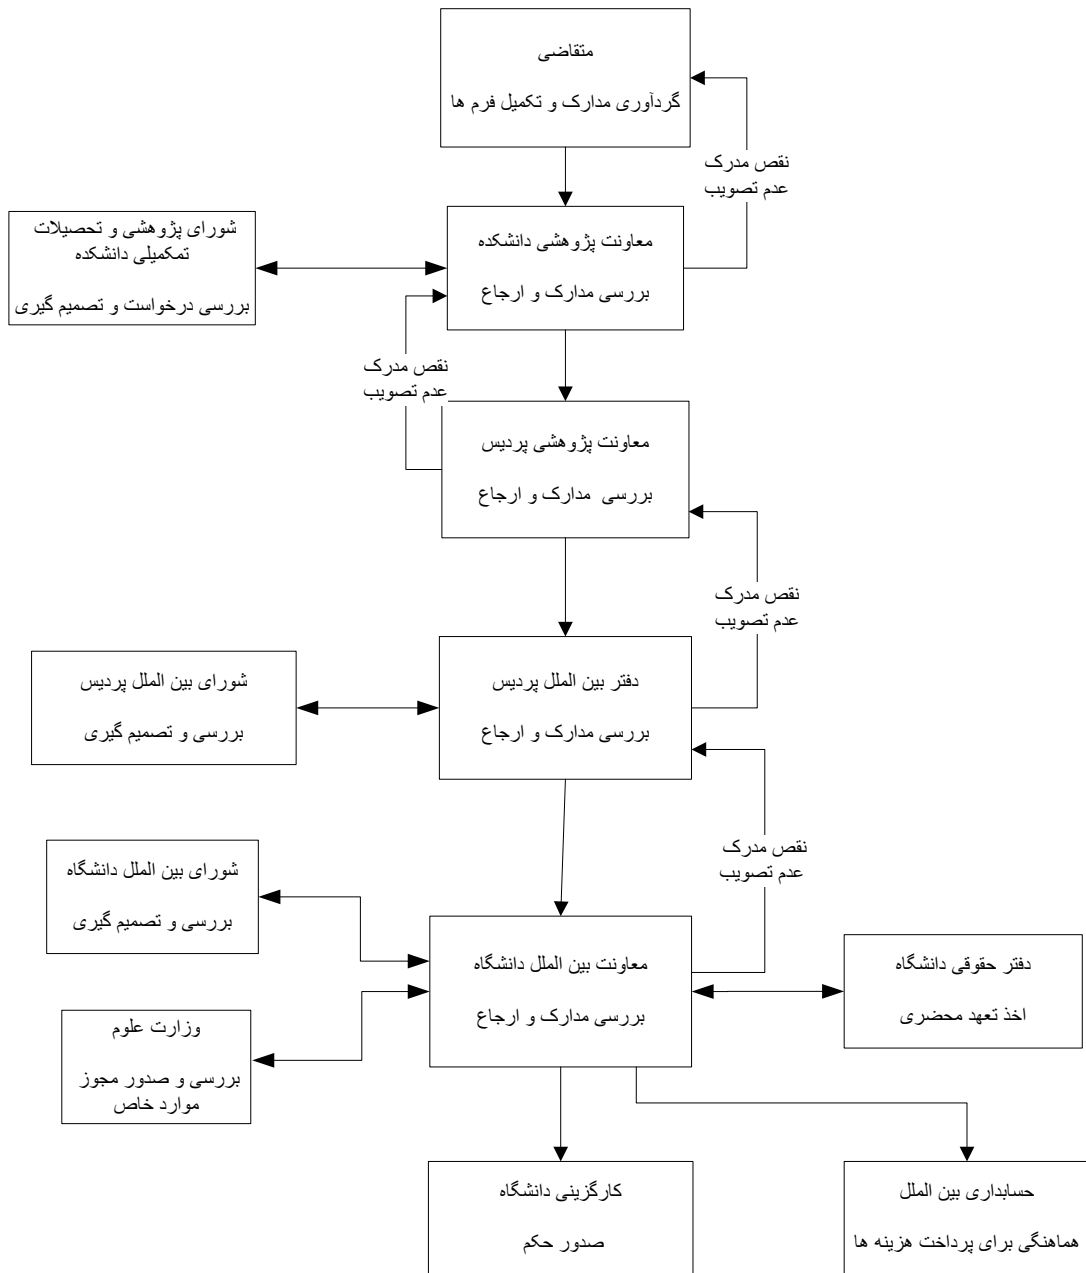 متقاضی
گردآوری مدارک و تکمیل فرم ها
نقص مدرک
عدم تصویب
معاونت پژوهشی دانشکده
بررسی مدارک و ارجاع
شورای پژوهشی و تحصیلات
تمکمیلی دانشکده
بررسی درخواست و تصمیم گیری
نقص مدرک
عدم تصویب
معاونت پژوهشی پردیس
بررسی مدارک و ارجاع
نقص مدرک
عدم تصویب
دفتر بین الملل پردیس
بررسی مدارک و ارجاع
شورای بین الملل پردیس
بررسی و تصمیم گیری
نقص مدرک
عدم تصویب
شورای بین الملل دانشگاه
بررسی و تصمیم گیری
معاونت بین الملل دانشگاه
بررسی مدارک و ارجاع
دفتر حقوقی دانشگاه
اخذ تعهد محضری
وزارت علوم
بررسی و صدور مجوز
موارد خاص
حسابداری بین الملل
هماهنگی برای پرداخت هزینه ها
کارگزینی دانشگاه
صدور حکم